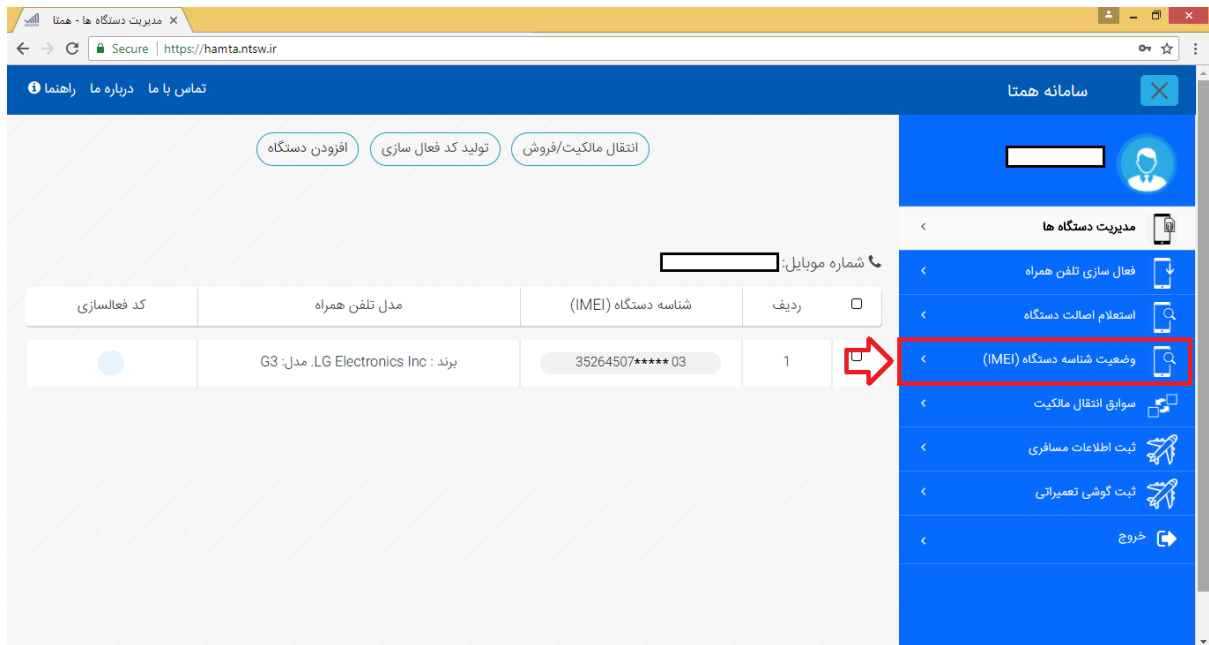 مدیریت دستگاه ها - همتا
Secure | https://hamta.ntsw.ir
سامانه همتا
تماس با ما درباره ما راهنما
مدیریت دستگاه ها
فعال سازی تلفن همراه
استعلام اصالت دستگاه
وضعیت شناسه دستگاه (IMEI)
سوابق انتقال مالکیت
ثبت اطلاعات مسافری
ثبت گوشی تعمیراتی
خروج
انتقال مالکیت/فروش تولید کد فعال سازی افزودن دستگاه
شماره موبایل:
ردیف شناسه دستگاه (IMEI) مدل تلفن همراه کد فعالسازی
1 35264507*****03 برند : LG Electronics Inc. مدل: G3